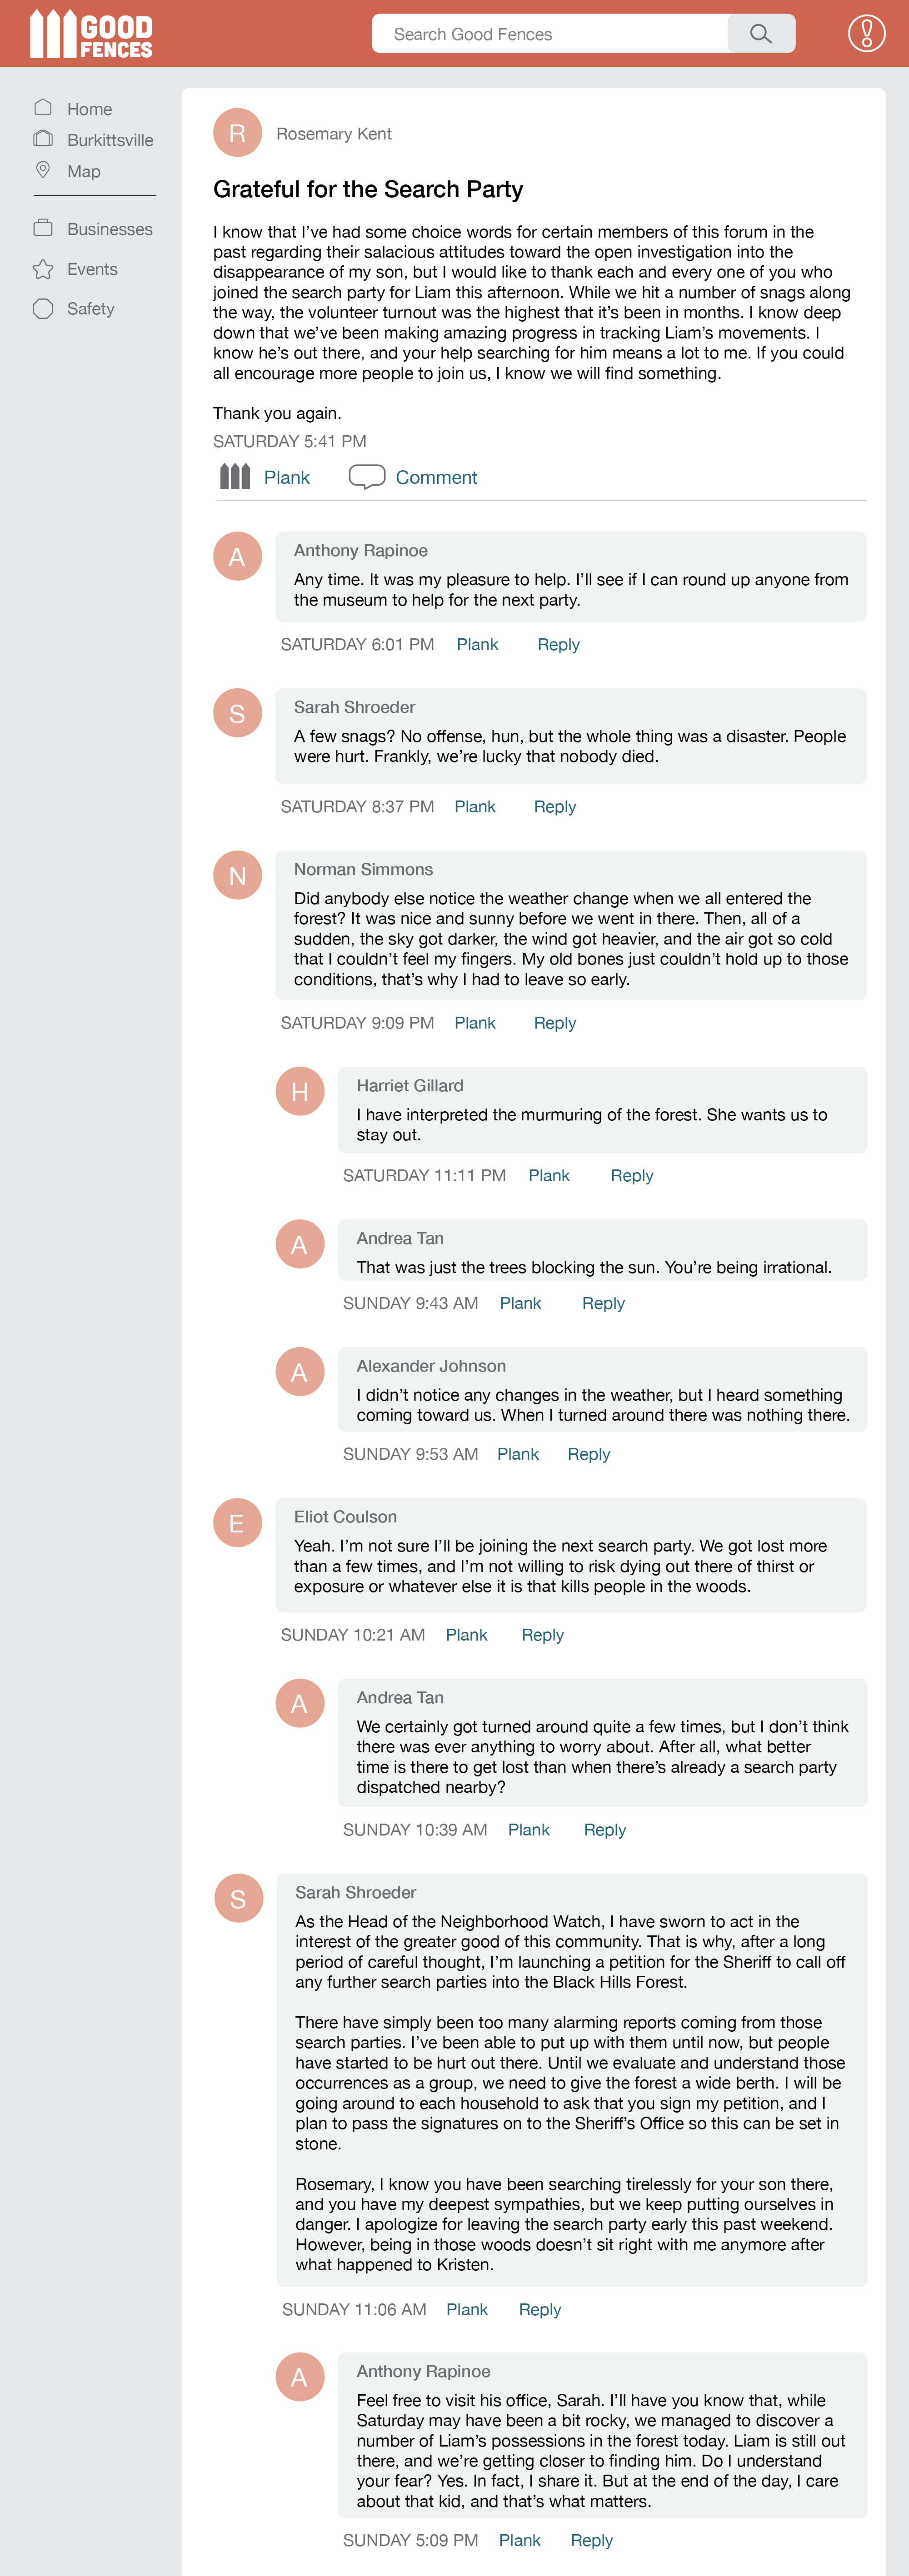 GOOD
FENCES
Search Good Fences
Home
Burkittsville
Map
Businesses
Events
Safety
R
Rosemary Kent
Grateful for the Search Party
I know that I’ve had some choice words for certain members of this forum in the
past regarding their salacious attitudes toward the open investigation into the
disappearance of my son, but I would like to thank each and every one of you who
joined the search party for Liam this afternoon. While we hit a number of snags along
the way, the volunteer turnout was the highest that it’s been in months. I know deep
down that we’ve been making amazing progress in tracking Liam’s movements. I
know he’s out there, and your help searching for him means a lot to me. If you could
all encourage more people to join us, I know we will find something.
Thank you again.
SATURDAY 5:41 PM
Plank Comment
A
Anthony Rapinoe
Any time. It was my pleasure to help. I’ll see if I can round up anyone from
the museum to help for the next party.
SATURDAY 6:01 PM Plank Reply
S
Sarah Shroeder
A few snags? No offense, hun, but the whole thing was a disaster. People
were hurt. Frankly, we’re lucky that nobody died.
SATURDAY 8:37 PM Plank Reply
N
Norman Simmons
Did anybody else notice the weather change when we all entered the
forest? It was nice and sunny before we went in there. Then, all of a
sudden, the sky got darker, the wind got heavier, and the air got so cold
that I couldn’t feel my fingers. My old bones just couldn’t hold up to those
conditions, that’s why I had to leave so early.
SATURDAY 9:09 PM Plank Reply
H
Harriet Gillard
I have interpreted the murmuring of the forest. She wants us to
stay out.
SATURDAY 11:11 PM Plank Reply
A
Andrea Tan
That was just the trees blocking the sun. You’re being irrational.
SUNDAY 9:43 AM Plank Reply
A
Alexander Johnson
I didn’t notice any changes in the weather, but I heard something
coming toward us. When I turned around there was nothing there.
SUNDAY 9:53 AM Plank Reply
E
Eliot Coulson
Yeah. I’m not sure I’ll be joining the next search party. We got lost more
than a few times, and I’m not willing to risk dying out there of thirst or
exposure or whatever else it is that kills people in the woods.
SUNDAY 10:21 AM Plank Reply
A
Andrea Tan
We certainly got turned around quite a few times, but I don’t think
there was ever anything to worry about. After all, what better
time is there to get lost than when there’s already a search party
dispatched nearby?
SUNDAY 10:39 AM Plank Reply
S
Sarah Shroeder
As the Head of the Neighborhood Watch, I have sworn to act in the
interest of the greater good of this community. That is why, after a long
period of careful thought, I’m launching a petition for the Sheriff to call off
any further search parties into the Black Hills Forest.
There have simply been too many alarming reports coming from those
search parties. I’ve been able to put up with them until now, but people
have started to be hurt out there. Until we evaluate and understand those
occurrences as a group, we need to give the forest a wide berth. I will be
going around to each household to ask that you sign my petition, and I
plan to pass the signatures on to the Sheriff’s Office so this can be set in
stone.
Rosemary, I know you have been searching tirelessly for your son there,
and you have my deepest sympathies, but we keep putting ourselves in
danger. I apologize for leaving the search party early this past weekend.
However, being in those woods doesn’t sit right with me anymore after
what happened to Kristen.
SUNDAY 11:06 AM Plank Reply
A
Anthony Rapinoe
Feel free to visit his office, Sarah. I’ll have you know that, while
Saturday may have been a bit rocky, we managed to discover a
number of Liam’s possessions in the forest today. Liam is still out
there, and we’re getting closer to finding him. Do I understand
your fear? Yes. In fact, I share it. But at the end of the day, I care
about that kid, and that’s what matters.
SUNDAY 5:09 PM Plank Reply